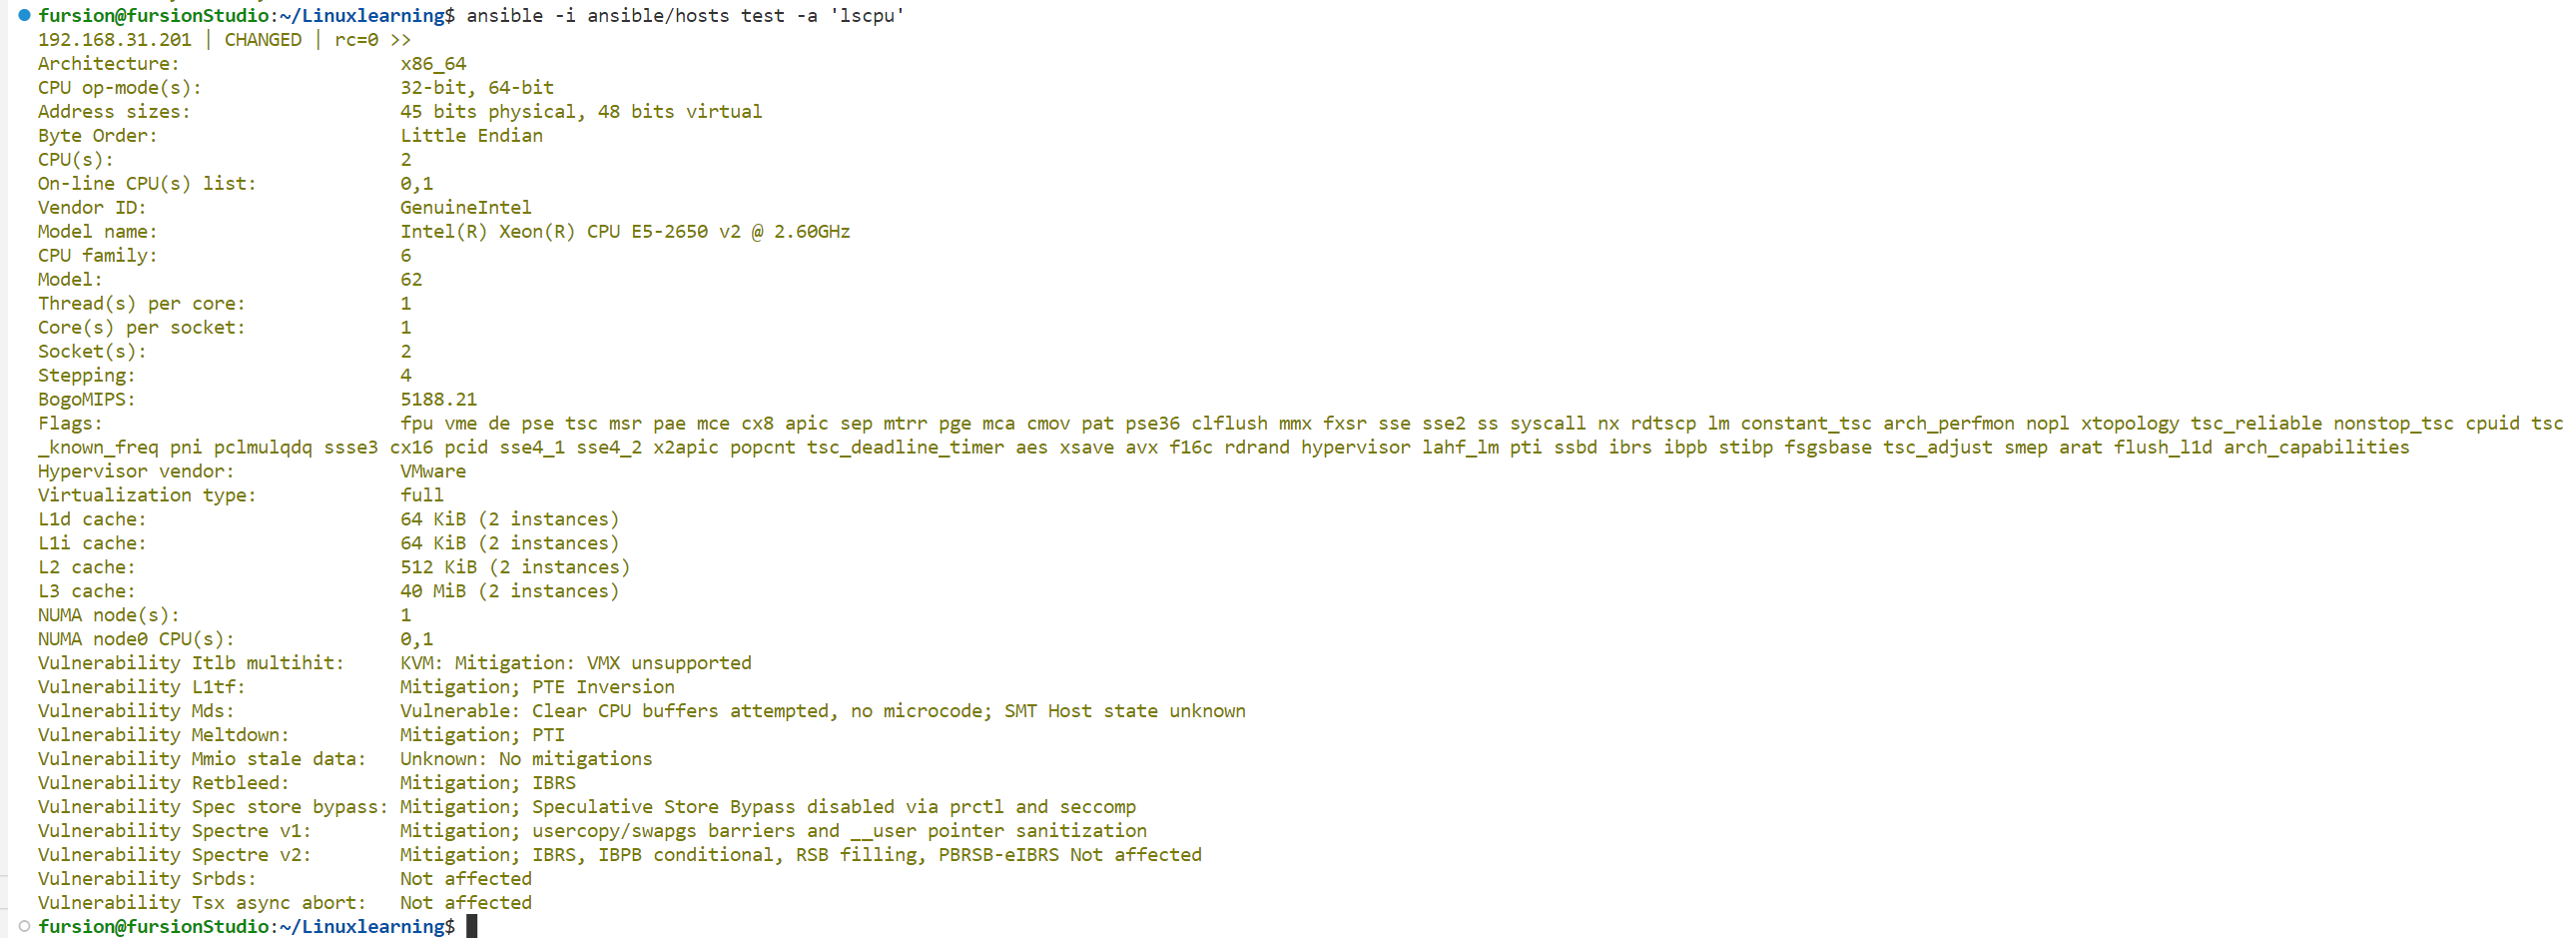 fursion@fursionStudio:~/Linuxlearning$ ansible -i ansible/hosts test -a 'lscpu'
192.168.31.201 | CHANGED | rc=0 >>
Architecture:                    x86_64
CPU op-mode(s):                  32-bit, 64-bit
Address sizes:                   45 bits physical, 48 bits virtual
Byte Order:                      Little Endian
CPU(s):                          2
On-line CPU(s) list:             0,1
Vendor ID:                       GenuineIntel
Model name:                      Intel(R) Xeon(R) CPU E5-2650 v2 @ 2.60GHz
CPU family:                      6
Model:                           62
Thread(s) per core:              1
Core(s) per socket:              1
Socket(s):                       2
Stepping:                        4
BogoMIPS:                        5188.21
Flags:                           fpu vme de pse tsc msr pae mce cx8 apic sep mtrr pge mca cmov pat pse36 clflush mmx fxsr sse sse2 ss syscall nx rdtscp lm constant_tsc arch_perfmon nopl xtopology tsc_reliable nonstop_tsc cpuid tsc
_known_freq pni pclmulqdq ssse3 cx16 pcid sse4_1 sse4_2 x2apic popcnt tsc_deadline_timer aes xsave avx f16c rdrand hypervisor lahf_lm pti ssbd ibrs ibpb stibp fsgsbase tsc_adjust smep arat flush_l1d arch_capabilities
Hypervisor vendor:               VMware
Virtualization type:             full
L1d cache:                       64 KiB (2 instances)
L1i cache:                       64 KiB (2 instances)
L2 cache:                        512 KiB (2 instances)
L3 cache:                        40 MiB (2 instances)
NUMA node(s):                    1
NUMA node0 CPU(s):               0,1
Vulnerability Itlb multihit:     KVM: Mitigation: VMX unsupported
Vulnerability L1tf:              Mitigation; PTE Inversion
Vulnerability Mds:               Vulnerable: Clear CPU buffers attempted, no microcode; SMT Host state unknown
Vulnerability Meltdown:          Mitigation; PTI
Vulnerability Mmio stale data:   Unknown: No mitigations
Vulnerability Retbleed:          Mitigation; IBRS
Vulnerability Spec store bypass: Mitigation; Speculative Store Bypass disabled via prctl and seccomp
Vulnerability Spectre v1:        Mitigation; usercopy/swapgs barriers and __user pointer sanitization
Vulnerability Spectre v2:        Mitigation; IBRS, IBPB conditional, RSB filling, PBRSB-eIBRS Not affected
Vulnerability Srbds:             Not affected
Vulnerability Tsx async abort:   Not affected
fursion@fursionStudio:~/Linuxlearning$